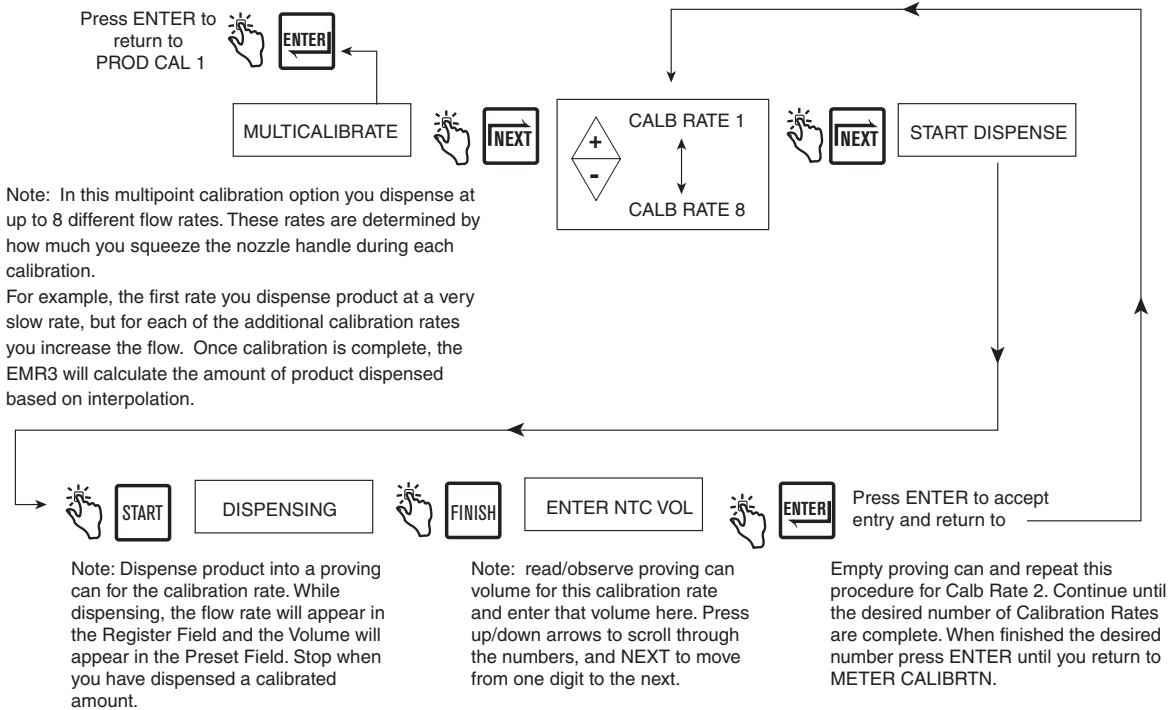 Press ENTER to
return to
PROD CAL 1
ENTER
MULTICALIBRATE
NEXT
+
-
CALB RATE 1
CALB RATE 8
NEXT
START DISPENSE
Note: In this multipoint calibration option you dispense at
up to 8 different flow rates. These rates are determined by
how much you squeeze the nozzle handle during each
calibration.
For example, the first rate you dispense product at a very
slow rate, but for each of the additional calibration rates
you increase the flow. Once calibration is complete, the
EMR3 will calculate the amount of product dispensed
based on interpolation.
START
DISPENSING
FINISH
ENTER NTC VOL
ENTER
Press ENTER to accept
entry and return to
Note: Dispense product into a proving
can for the calibration rate. While
dispensing, the flow rate will appear in
the Register Field and the Volume will
appear in the Preset Field. Stop when
you have dispensed a calibrated
amount.
Note: read/observe proving can
volume for this calibration rate
and enter that volume here. Press
up/down arrows to scroll through
the numbers, and NEXT to move
from one digit to the next.
Empty proving can and repeat this
procedure for Calb Rate 2. Continue until
the desired number of Calibration Rates
are complete. When finished the desired
number press ENTER until you return to
METER CALIBRTN.